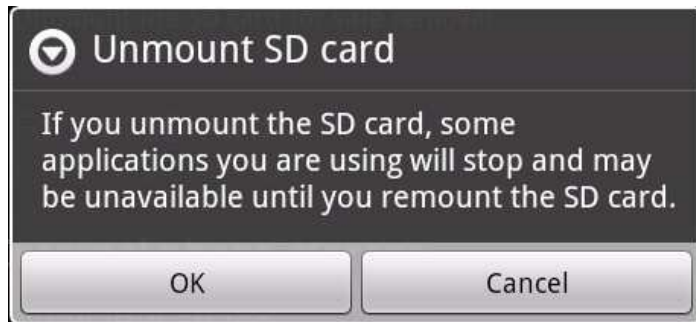 Unmount SD card
If you unmount the SD card, some
applications you are using will stop and may
be unavailable until you remount the SD card.
OK
Cancel